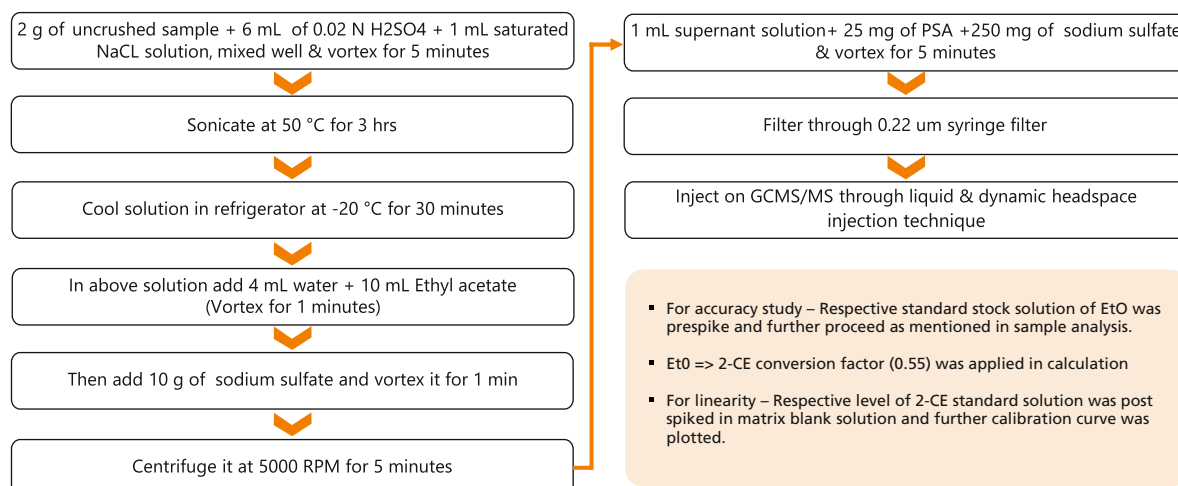 2 g of uncrushed sample + 6 mL of 0.02 N H2SO4 + 1 mL saturated
NaCL solution, mixed well & vortex for 5 minutes
Sonicate at 50 °C for 3 hrs
Cool solution in refrigerator at -20 °C for 30 minutes
In above solution add 4 mL water + 10 mL Ethyl acetate
(Vortex for 1 minutes)
Then add 10 g of sodium sulfate and vortex it for 1 min
Centrifuge it at 5000 RPM for 5 minutes
1 mL supernant solution+ 25 mg of PSA +250 mg of sodium sulfate
& vortex for 5 minutes
Filter through 0.22 um syringe filter
Inject on GCMS/MS through liquid & dynamic headspace
injection technique
▪ For accuracy study – Respective standard stock solution of EtO was
prespike and further proceed as mentioned in sample analysis.
▪ Et0 => 2-CE conversion factor (0.55) was applied in calculation
▪ For linearity – Respective level of 2-CE standard solution was post
spiked in matrix blank solution and further calibration curve was
plotted.